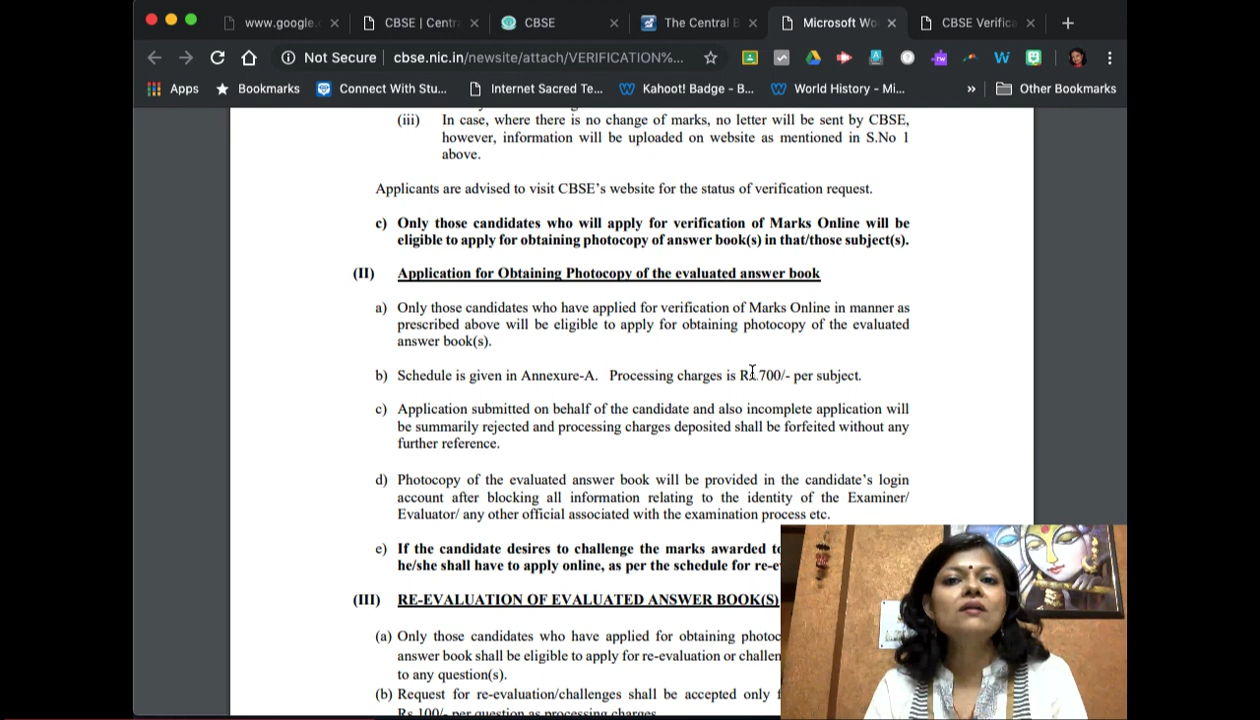 www.google.
CBSE | Centr
CBSE
The Central E
Microsoft Wo
CBSE Verifica
Not Secure
cbse.nic.in/newsite/attach/VERIFICATION%...
Apps
Bookmarks
Connect With Stu...
Internet Sacred Te...
Kahoot! Badge - B...
World History - Mi...
Other Bookmarks
(iii) In case, where there is no change of marks, no letter will be sent by CBSE,
however, information will be uploaded on website as mentioned in S.No 1
above.
Applicants are advised to visit CBSE's website for the status of verification request.
c) Only those candidates who will apply for verification of Marks Online will be
eligible to apply for obtaining photocopy of answer book(s) in that/those subject(s).
(II) Application for Obtaining Photocopy of the evaluated answer book
a) Only those candidates who have applied for verification of Marks Online in manner as
prescribed above will be eligible to apply for obtaining photocopy of the evaluated
answer book(s).
b) Schedule is given in Annexure-A. Processing charges is 700/- per subject.
c) Application submitted on behalf of the candidate and also incomplete application will
be summarily rejected and processing charges deposited shall be forfeited without any
further reference.
d) Photocopy of the evaluated answer book will be provided in the candidate's login
account after blocking all information relating to the identity of the Examiner/
Evaluator/ any other official associated with the examination process etc.
e) If the candidate desires to challenge the marks awarded to
he/she shall have to apply online, as per the schedule for re-e
(III) RE-EVALUATION OF EVALUATED ANSWER BOOK(S)
(a) Only those candidates who have applied for obtaining photoc
answer book shall be eligible to apply for re-evaluation or challen
to any question(s).
(b) Request for re-evaluation/challenges shall be accepted only
Rs 100/- per question as processing charges